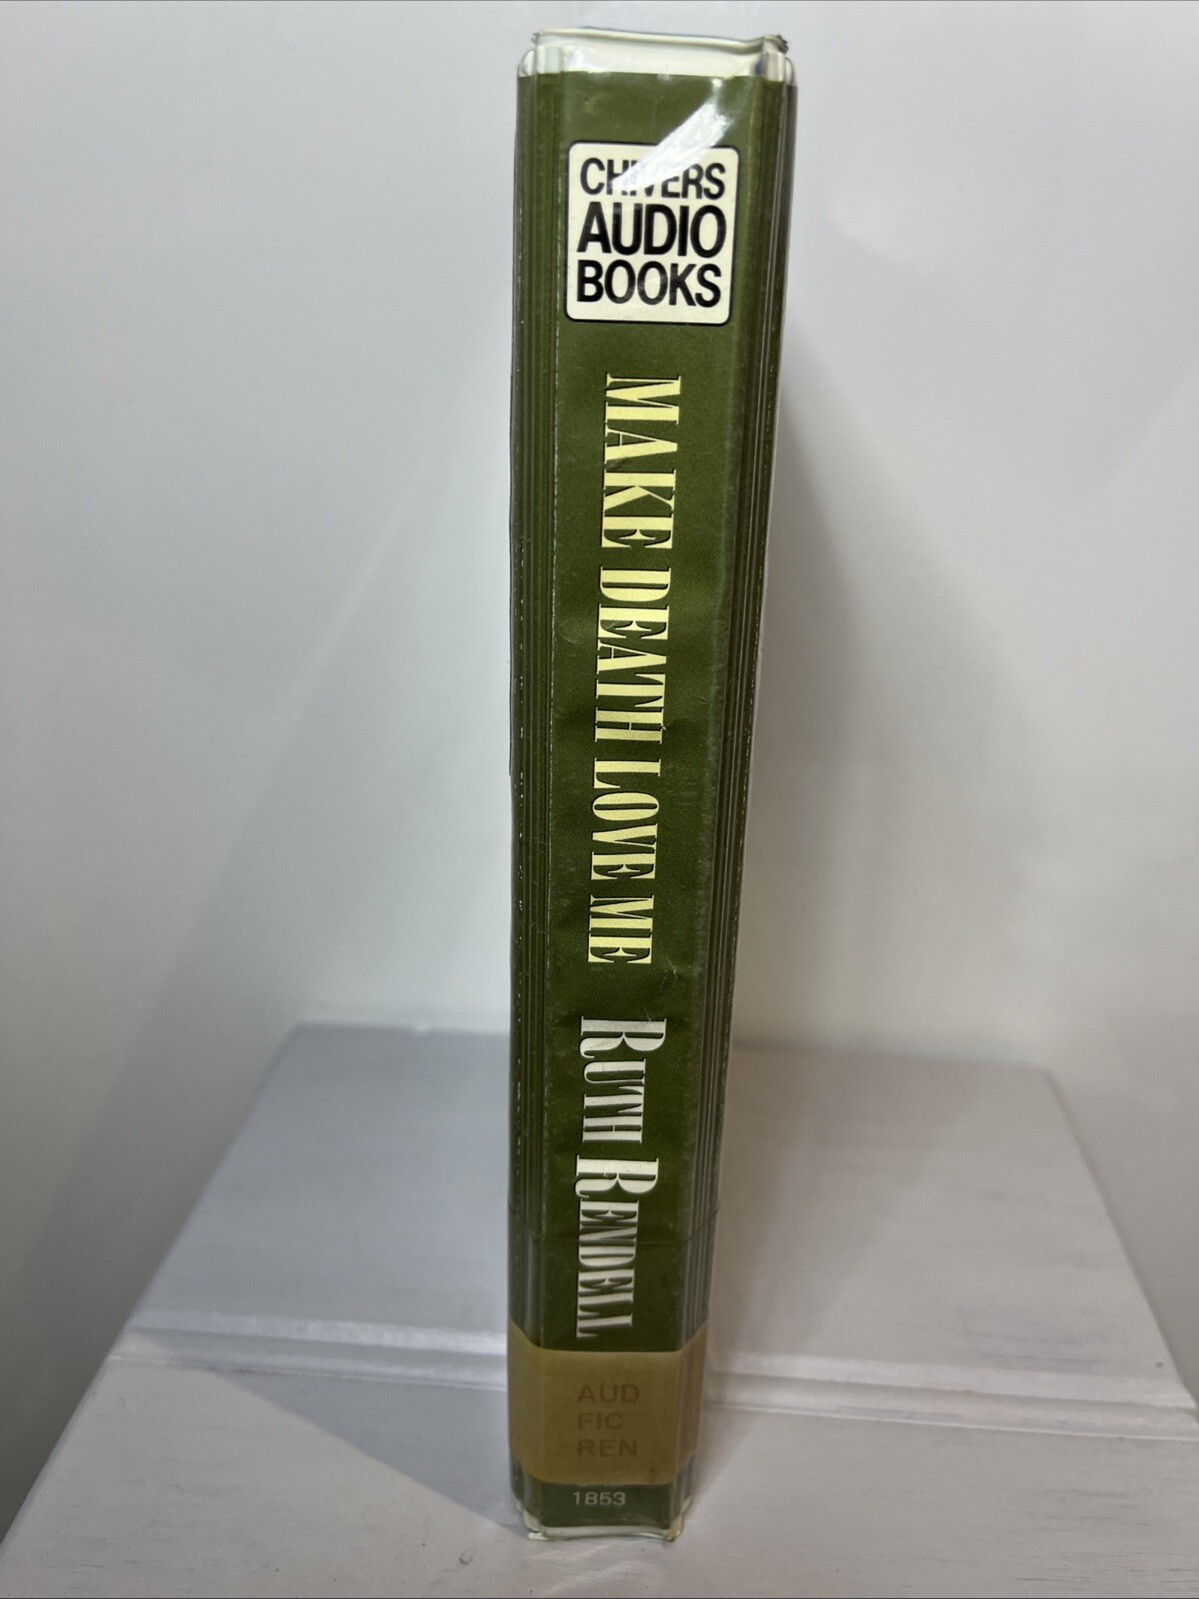 CHIVERS
AUDIO
BOOKS
MAKE DEATH LOVE ME
RUTH RENDELL
AUD
FIC
REN
1853